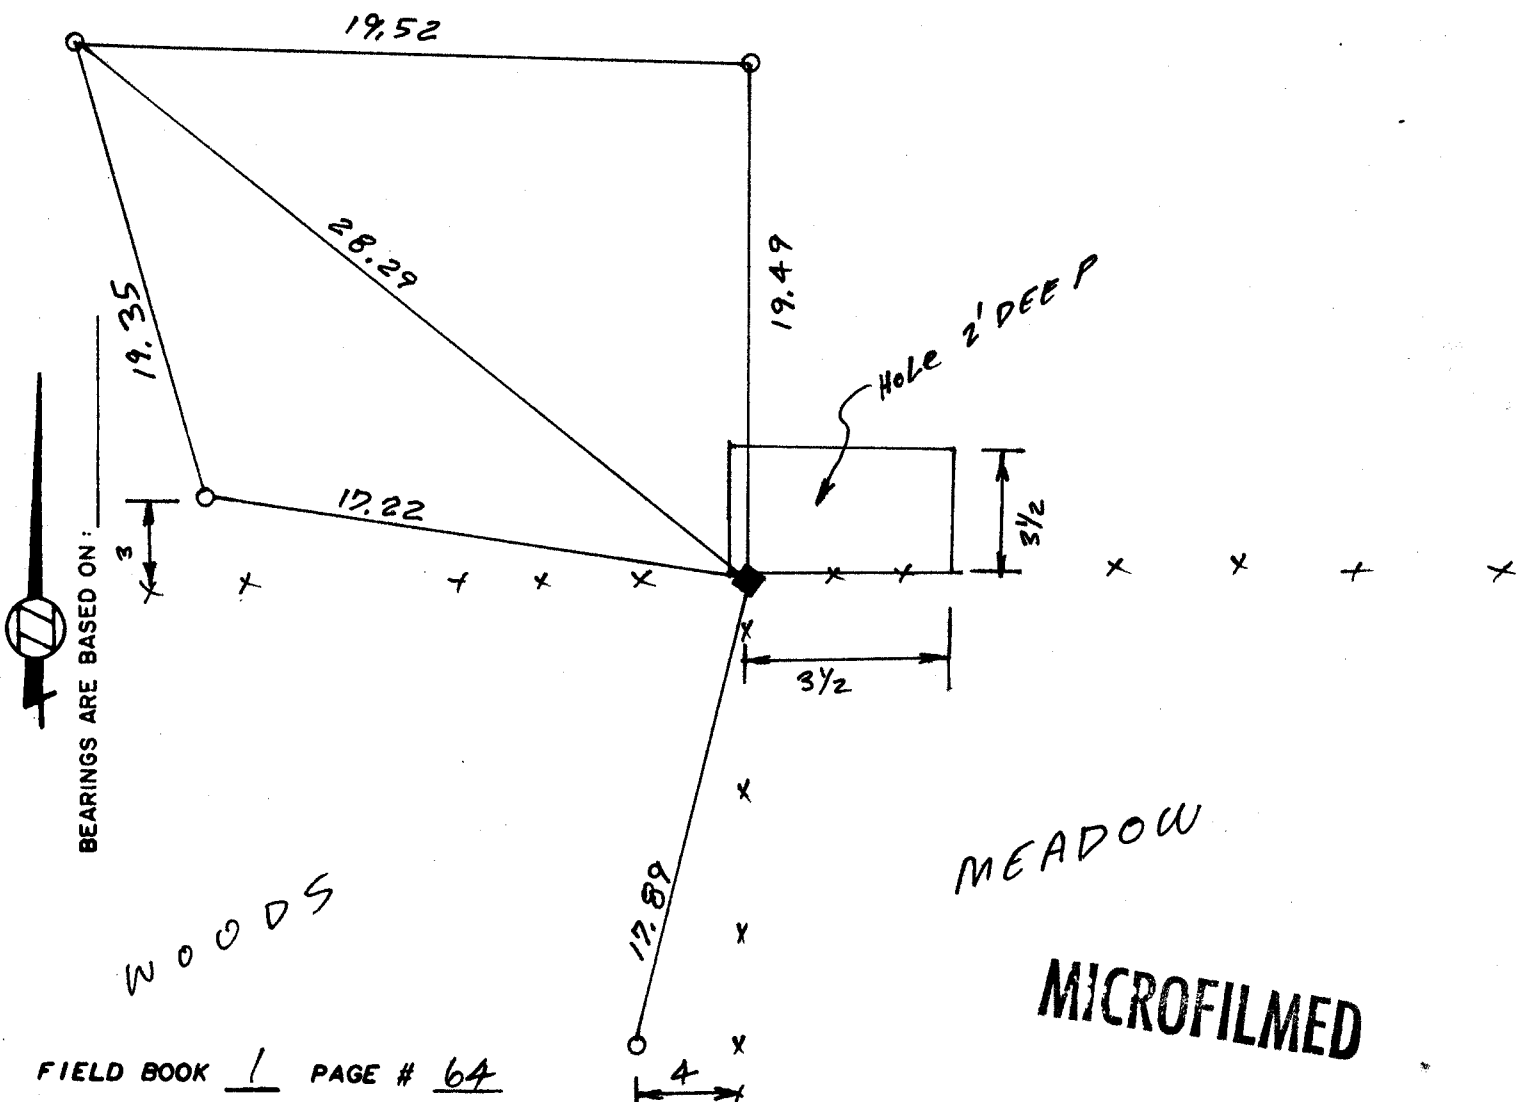 19.52
28.29
19.49
19.35
Hole 2' DEEP
17.22
3
3½
3½
BEARINGS ARE BASED ON:
17.89
MEADOW
WOODS
MICROFILMED
FIELD BOOK 1 PAGE # 64
4